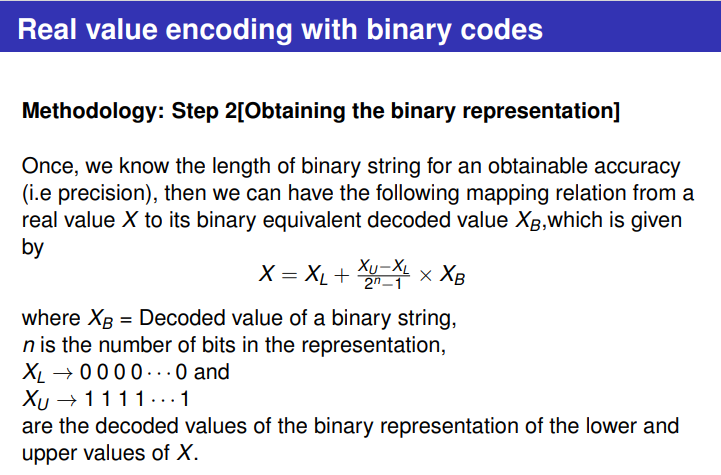 Real value encoding with binary codes
Methodology: Step 2[Obtaining the binary representation]
Once, we know the length of binary string for an obtainable accuracy
(i.e precision), then we can have the following mapping relation from a
real value X to its binary equivalent decoded value X_B,which is given
by
X = X_L + \frac{X_U−X_L}{2^n−1} × X_B
where X_B = Decoded value of a binary string,
n is the number of bits in the representation,
X_L → 0 0 0 0 ⋯ 0 and
X_U → 1 1 1 1 ⋯ 1
are the decoded values of the binary representation of the lower and
upper values of X.